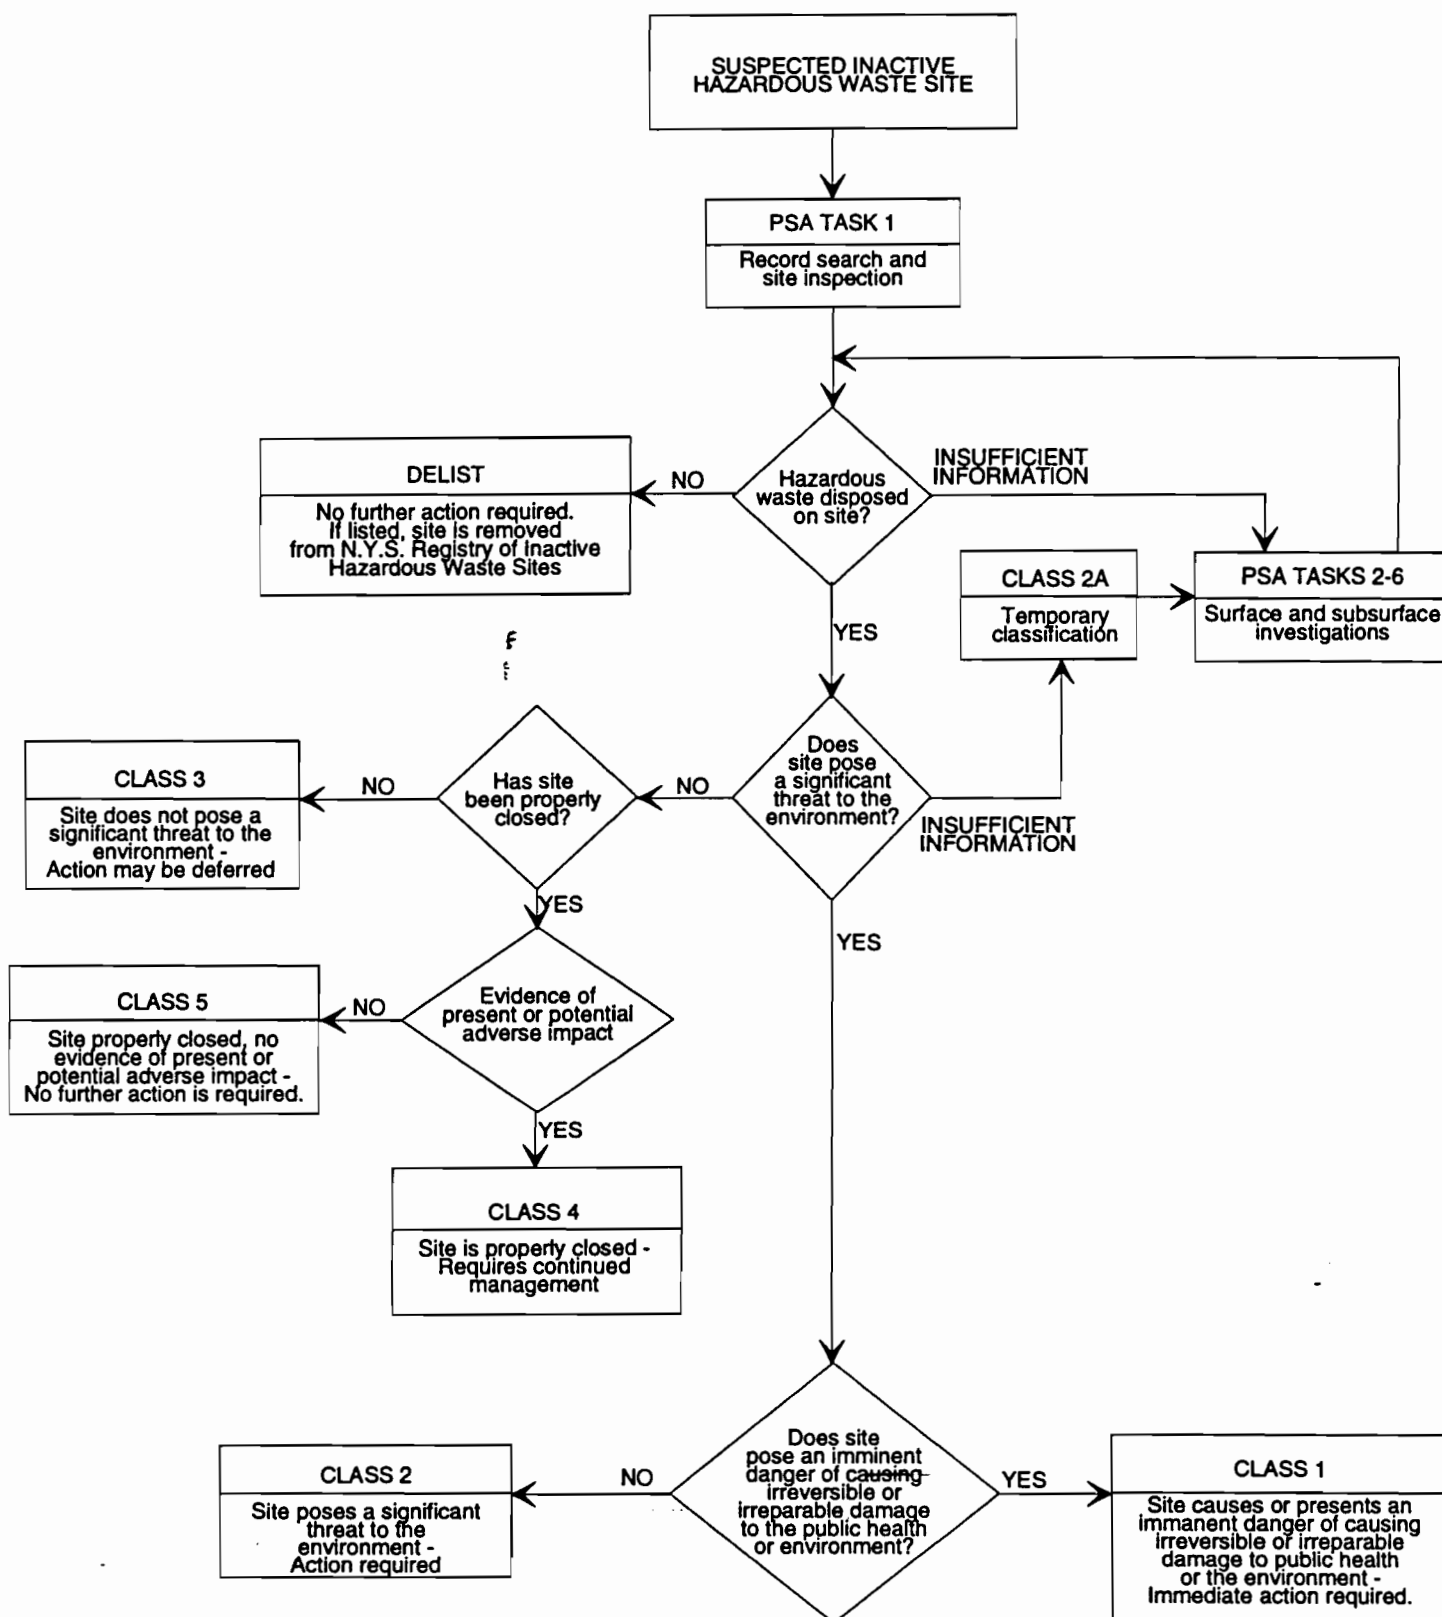 SUSPECTED INACTIVE
HAZARDOUS WASTE SITE
PSA TASK 1
Record search and
site inspection
Hazardous
waste disposed
on site?
NO
DELIST
No further action required.
If listed, site is removed
from N.Y.S. Registry of Inactive
Hazardous Waste Sites
INSUFFICIENT
INFORMATION
CLASS 2A
Temporary
classification
PSA TASKS 2-6
Surface and subsurface
investigations
YES
Does
site pose
a significant
threat to the
environment?
INSUFFICIENT
INFORMATION
NO
Has site
been properly
closed?
NO
CLASS 3
Site does not pose a
significant threat to the
environment -
Action may be deferred
YES
Evidence of
present or potential
adverse impact
NO
CLASS 5
Site properly closed, no
evidence of present or
potential adverse impact -
No further action is required.
YES
CLASS 4
Site is properly closed -
Requires continued
management
YES
Does site
pose an imminent
danger of causing
irreversible or
irreparable damage
to the public health
or environment?
NO
CLASS 2
Site poses a significant
threat to the
environment -
Action required
YES
CLASS 1
Site causes or presents an
immanent danger of causing
irreversible or irreparable
damage to public health
or the environment -
Immediate action required.